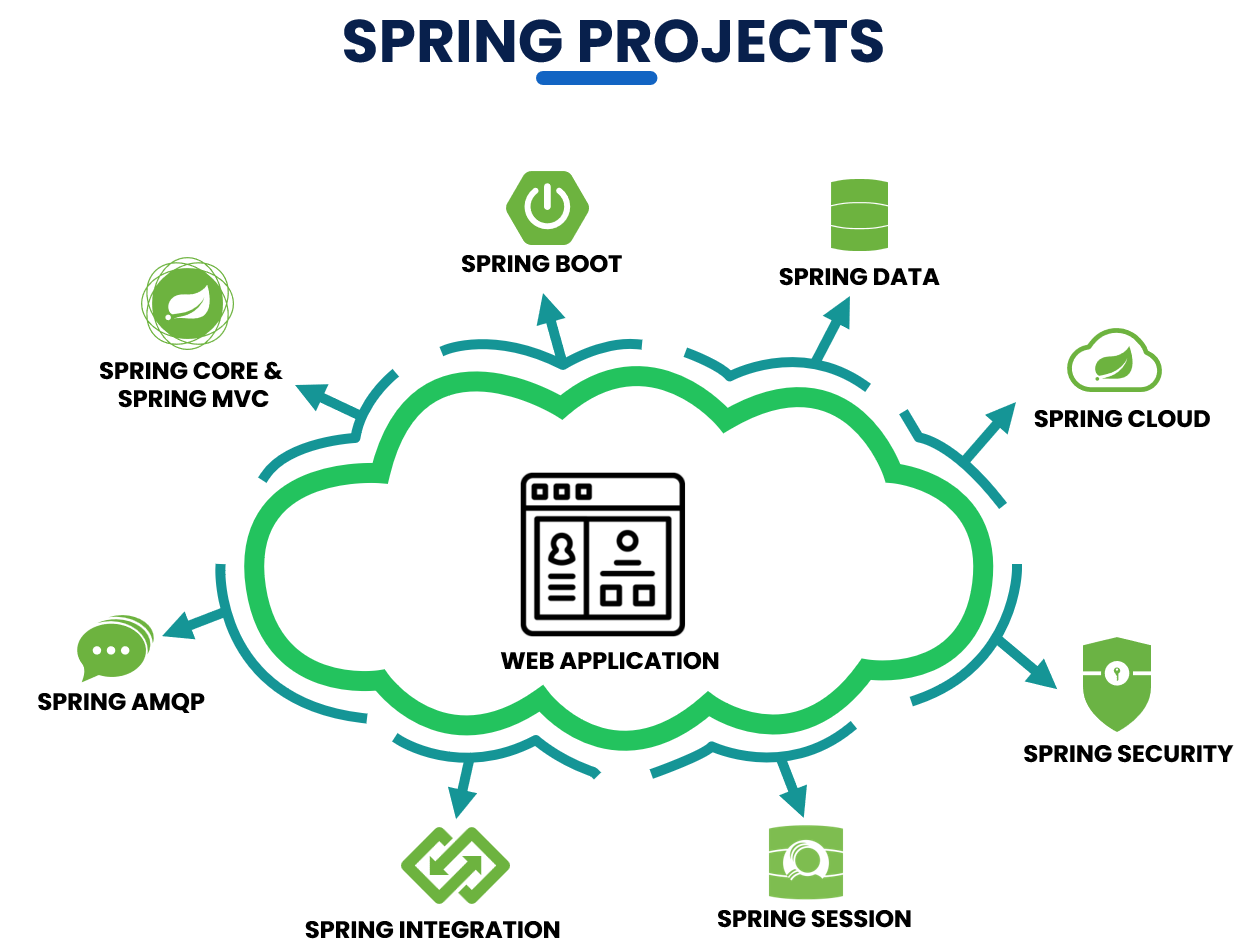 SPRING PROJECTS
SPRING BOOT
SPRING DATA
SPRING CORE &
SPRING MVC
SPRING CLOUD
WEB APPLICATION
SPRING AMQP
SPRING SECURITY
SPRING INTEGRATION
SPRING SESSION